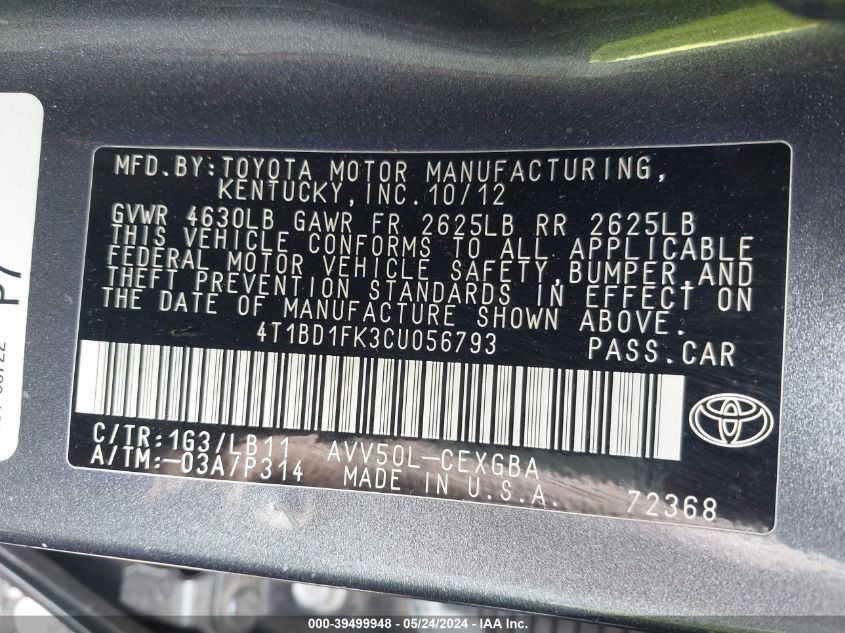 MFD.BY:TOYOTA MOTOR MANUFACTURING,
KENTUCKY,INC.10/12
GVWR 4630LB GAWR FR 2625LB RR 2625LB
THIS VEHICLE CONFORMS TO ALL APPLICABLE
FEDERAL MOTOR VEHICLE SAFETY,BUMPER,AND
THEFT PREVENTION STANDARDS IN EFFECT ON
THE DATE OF MANUFACTURE SHOWN ABOVE.
4T1BD1FK3CU056793 PASS.CAR
C/TR:1G3/LB11 AVV50L-CEXGBA
A/TM:-03A/P314 MADE IN U.S.A. 72368
P7
000-39499948 - 05/24/2024 - IAA Inc.